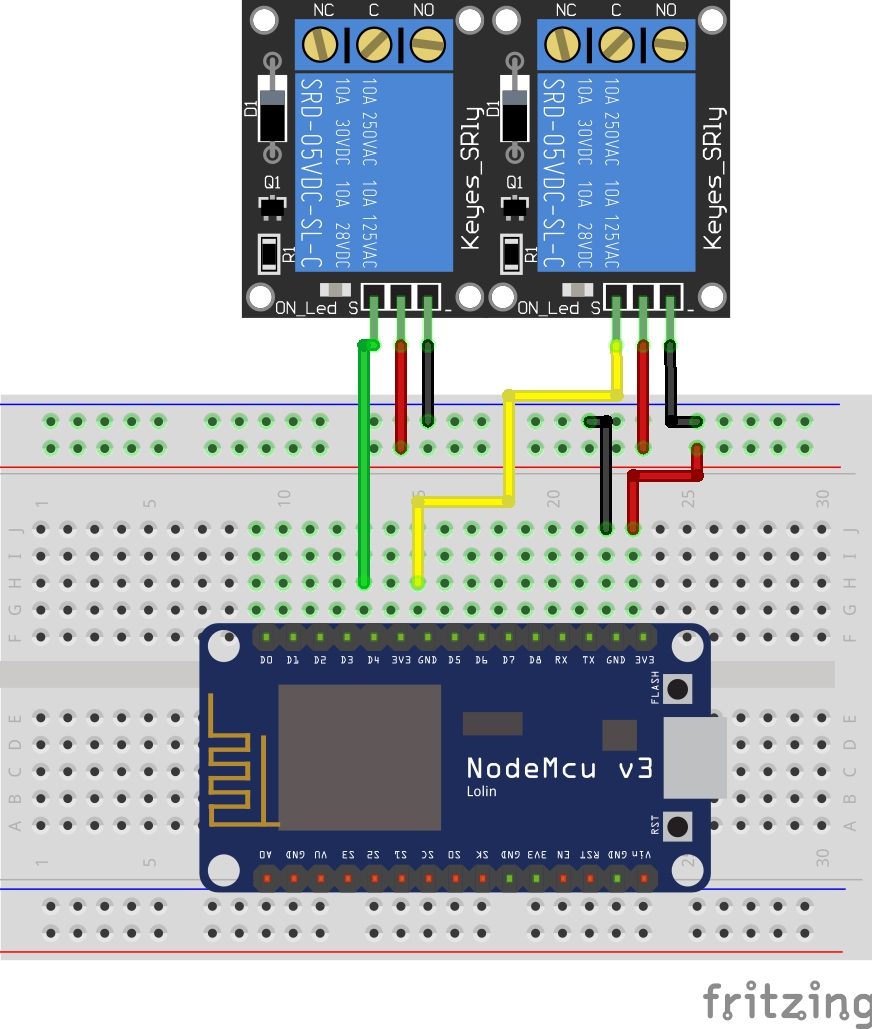 NC C NO NC C NO
D1
SRD-05VDC-SL-C
10A 30VDC 10A 28VDC
10A 250VAC 10A 125VAC
Keyes_SRly
Q1
R1
ON_Led S -
D1
SRD-05VDC-SL-C
10A 30VDC 10A 28VDC
10A 250VAC 10A 125VAC
Keyes_SRly
Q1
R1
ON_Led S -
1 5 10 15 20 25 30
J J
I I
H H
G G
F F
D0 D1 D2 D3 D4 3V3 GND D5 D6 D7 D8 RX TX GND 3V3
FLASH
E E
D D
C C
B B
A A
NodeMcu v3
Lolin
RST
A0 GND VU S3 S2 S1 SC S0 SK GND 3V3 EN RST GND Vin
1 5 25 30
fritzing